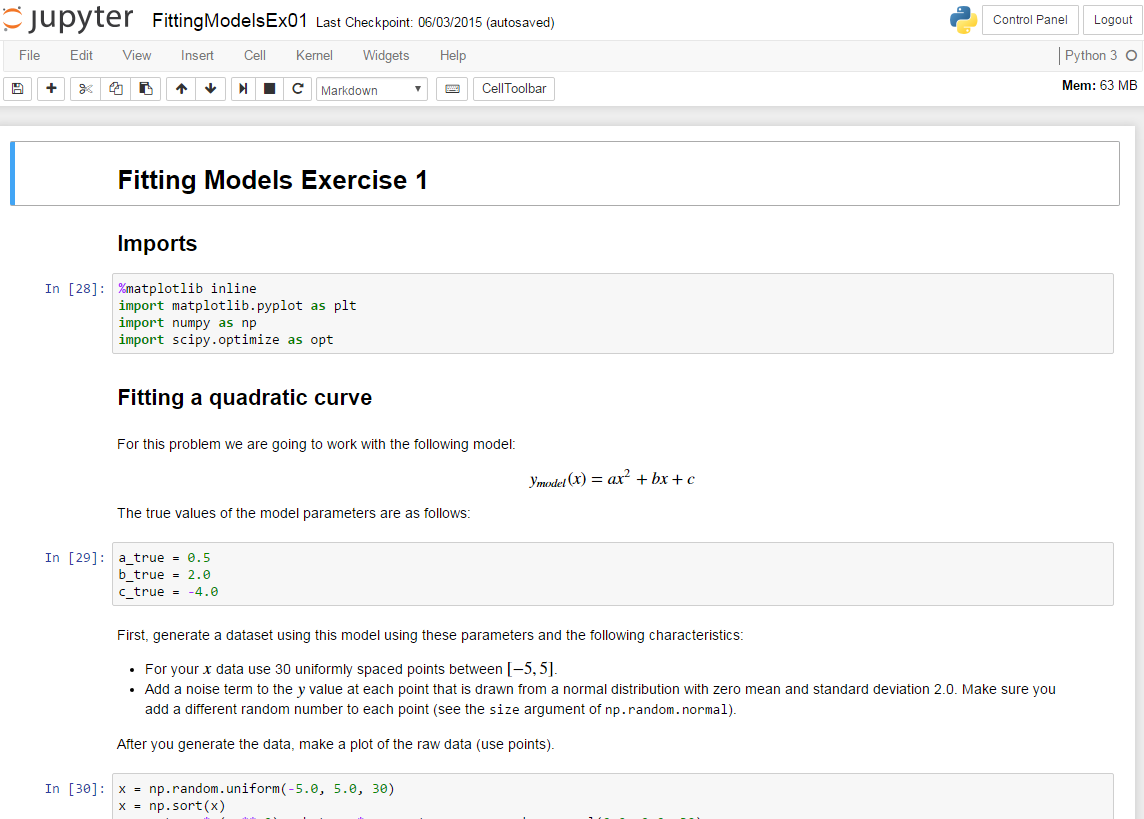 jupyter FittingModelsEx01 Last Checkpoint: 06/03/2015 (autosaved) Control Panel Logout
File Edit View Insert Cell Kernel Widgets Help Python 3
Markdown CellToolbar Mem: 63 MB
Fitting Models Exercise 1
Imports
In [28]: %matplotlib inline
import matplotlib.pyplot as plt
import numpy as np
import scipy.optimize as opt
Fitting a quadratic curve
For this problem we are going to work with the following model:
y_model(x) = ax² + bx + c
The true values of the model parameters are as follows:
In [29]: a_true = 0.5
b_true = 2.0
c_true = -4.0
First, generate a dataset using this model using these parameters and the following characteristics:
• For your x data use 30 uniformly spaced points between [−5, 5].
• Add a noise term to the y value at each point that is drawn from a normal distribution with zero mean and standard deviation 2.0. Make sure you
add a different random number to each point (see the size argument of np.random.normal).
After you generate the data, make a plot of the raw data (use points).
In [30]: x = np.random.uniform(-5.0, 5.0, 30)
x = np.sort(x)